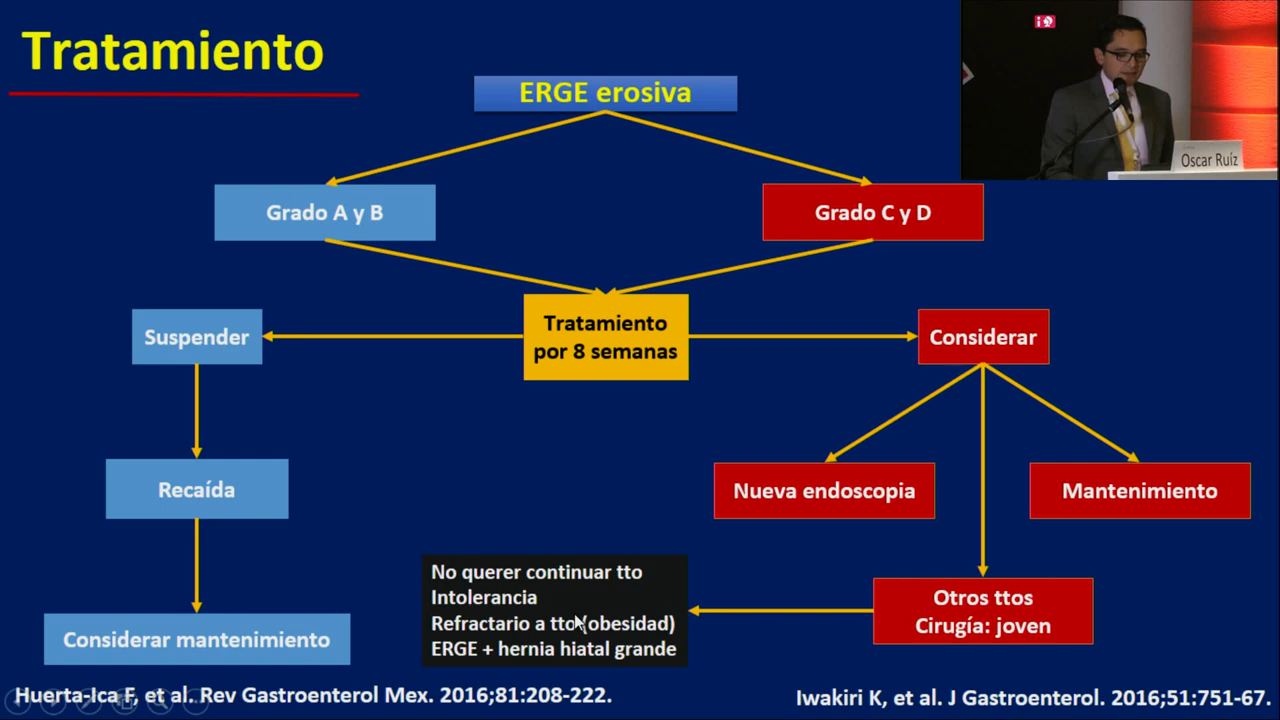 Tratamiento
ERGE erosiva
Oscar Ruíz
Grado A y B
Grado C y D
Suspender
Tratamiento
por 8 semanas
Considerar
Recaída
Nueva endoscopia
Mantenimiento
No querer continuar tto
Intolerancia
Refractario a tto (obesidad)
ERGE + hernia hiatal grande
Otros ttos
Cirugía: joven
Considerar mantenimiento
Huerta-Ica F, et al. Rev Gastroenterol Mex. 2016;81:208-222.
Iwakiri K, et al. J Gastroenterol. 2016;51:751-67.